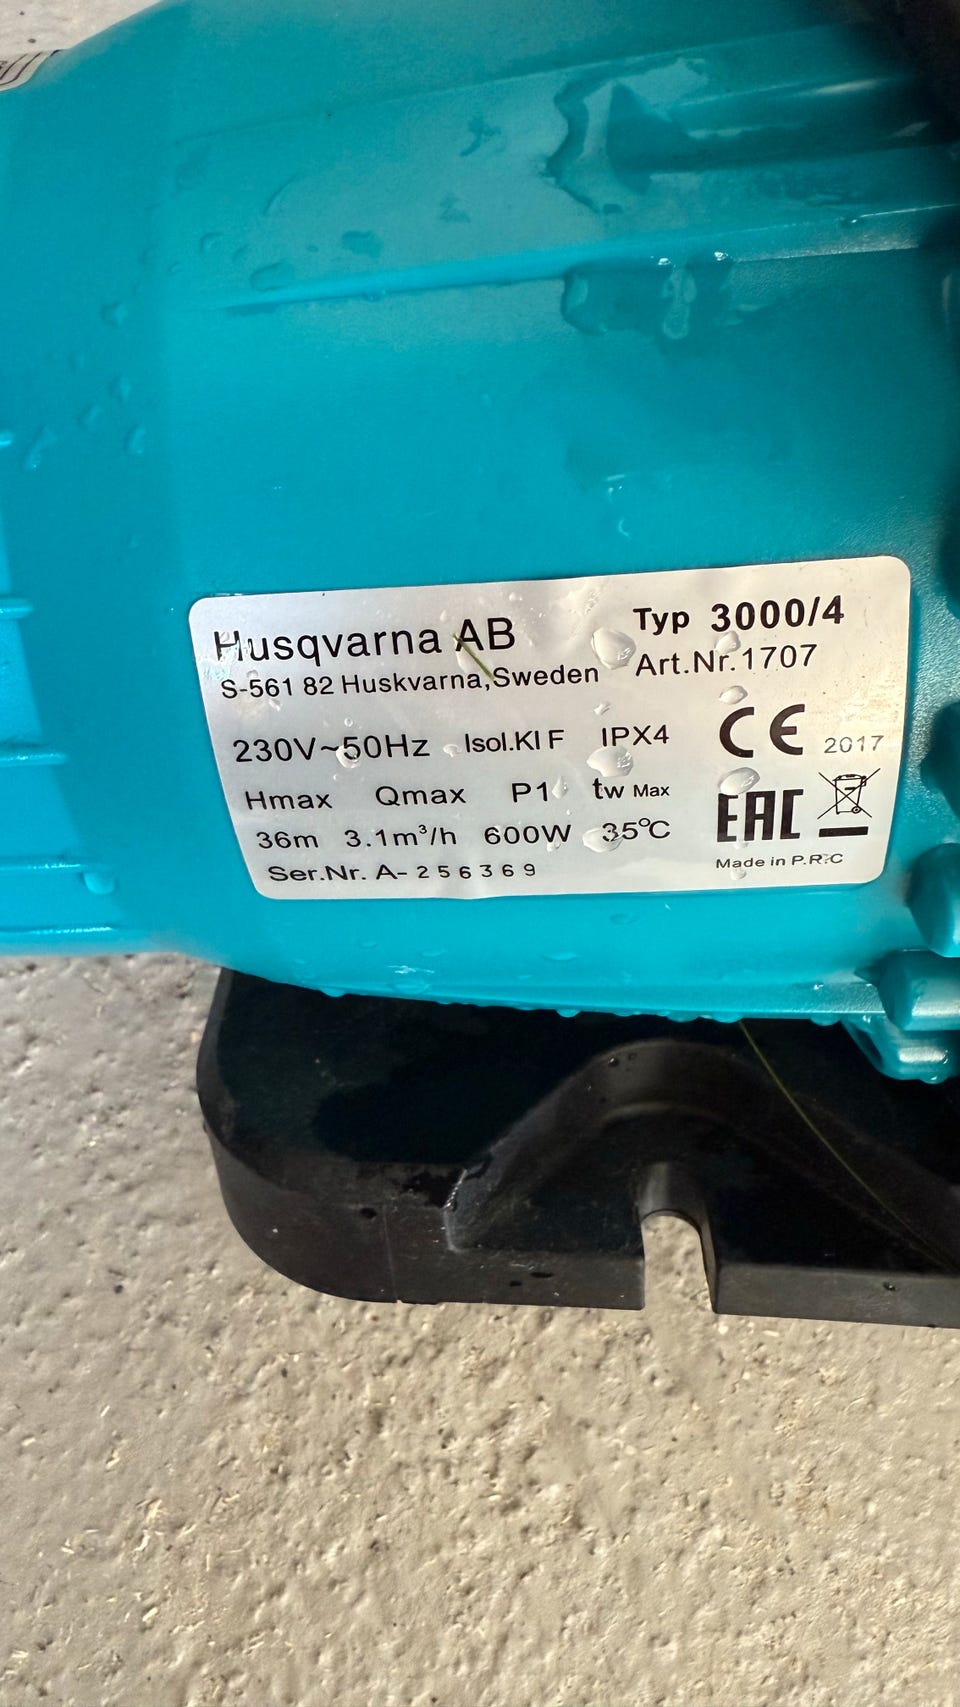 Husqvarna AB
S-561 82 Huskvarna,Sweden
Typ 3000/4
Art.Nr.1707
230V~50Hz Isol.Kl F IPX4
CE 2017
Hmax Qmax P1 tw Max
36m 3.1m³/h 600W 35°C
EAC
Ser.Nr. A- 256369
Made in P.R.C